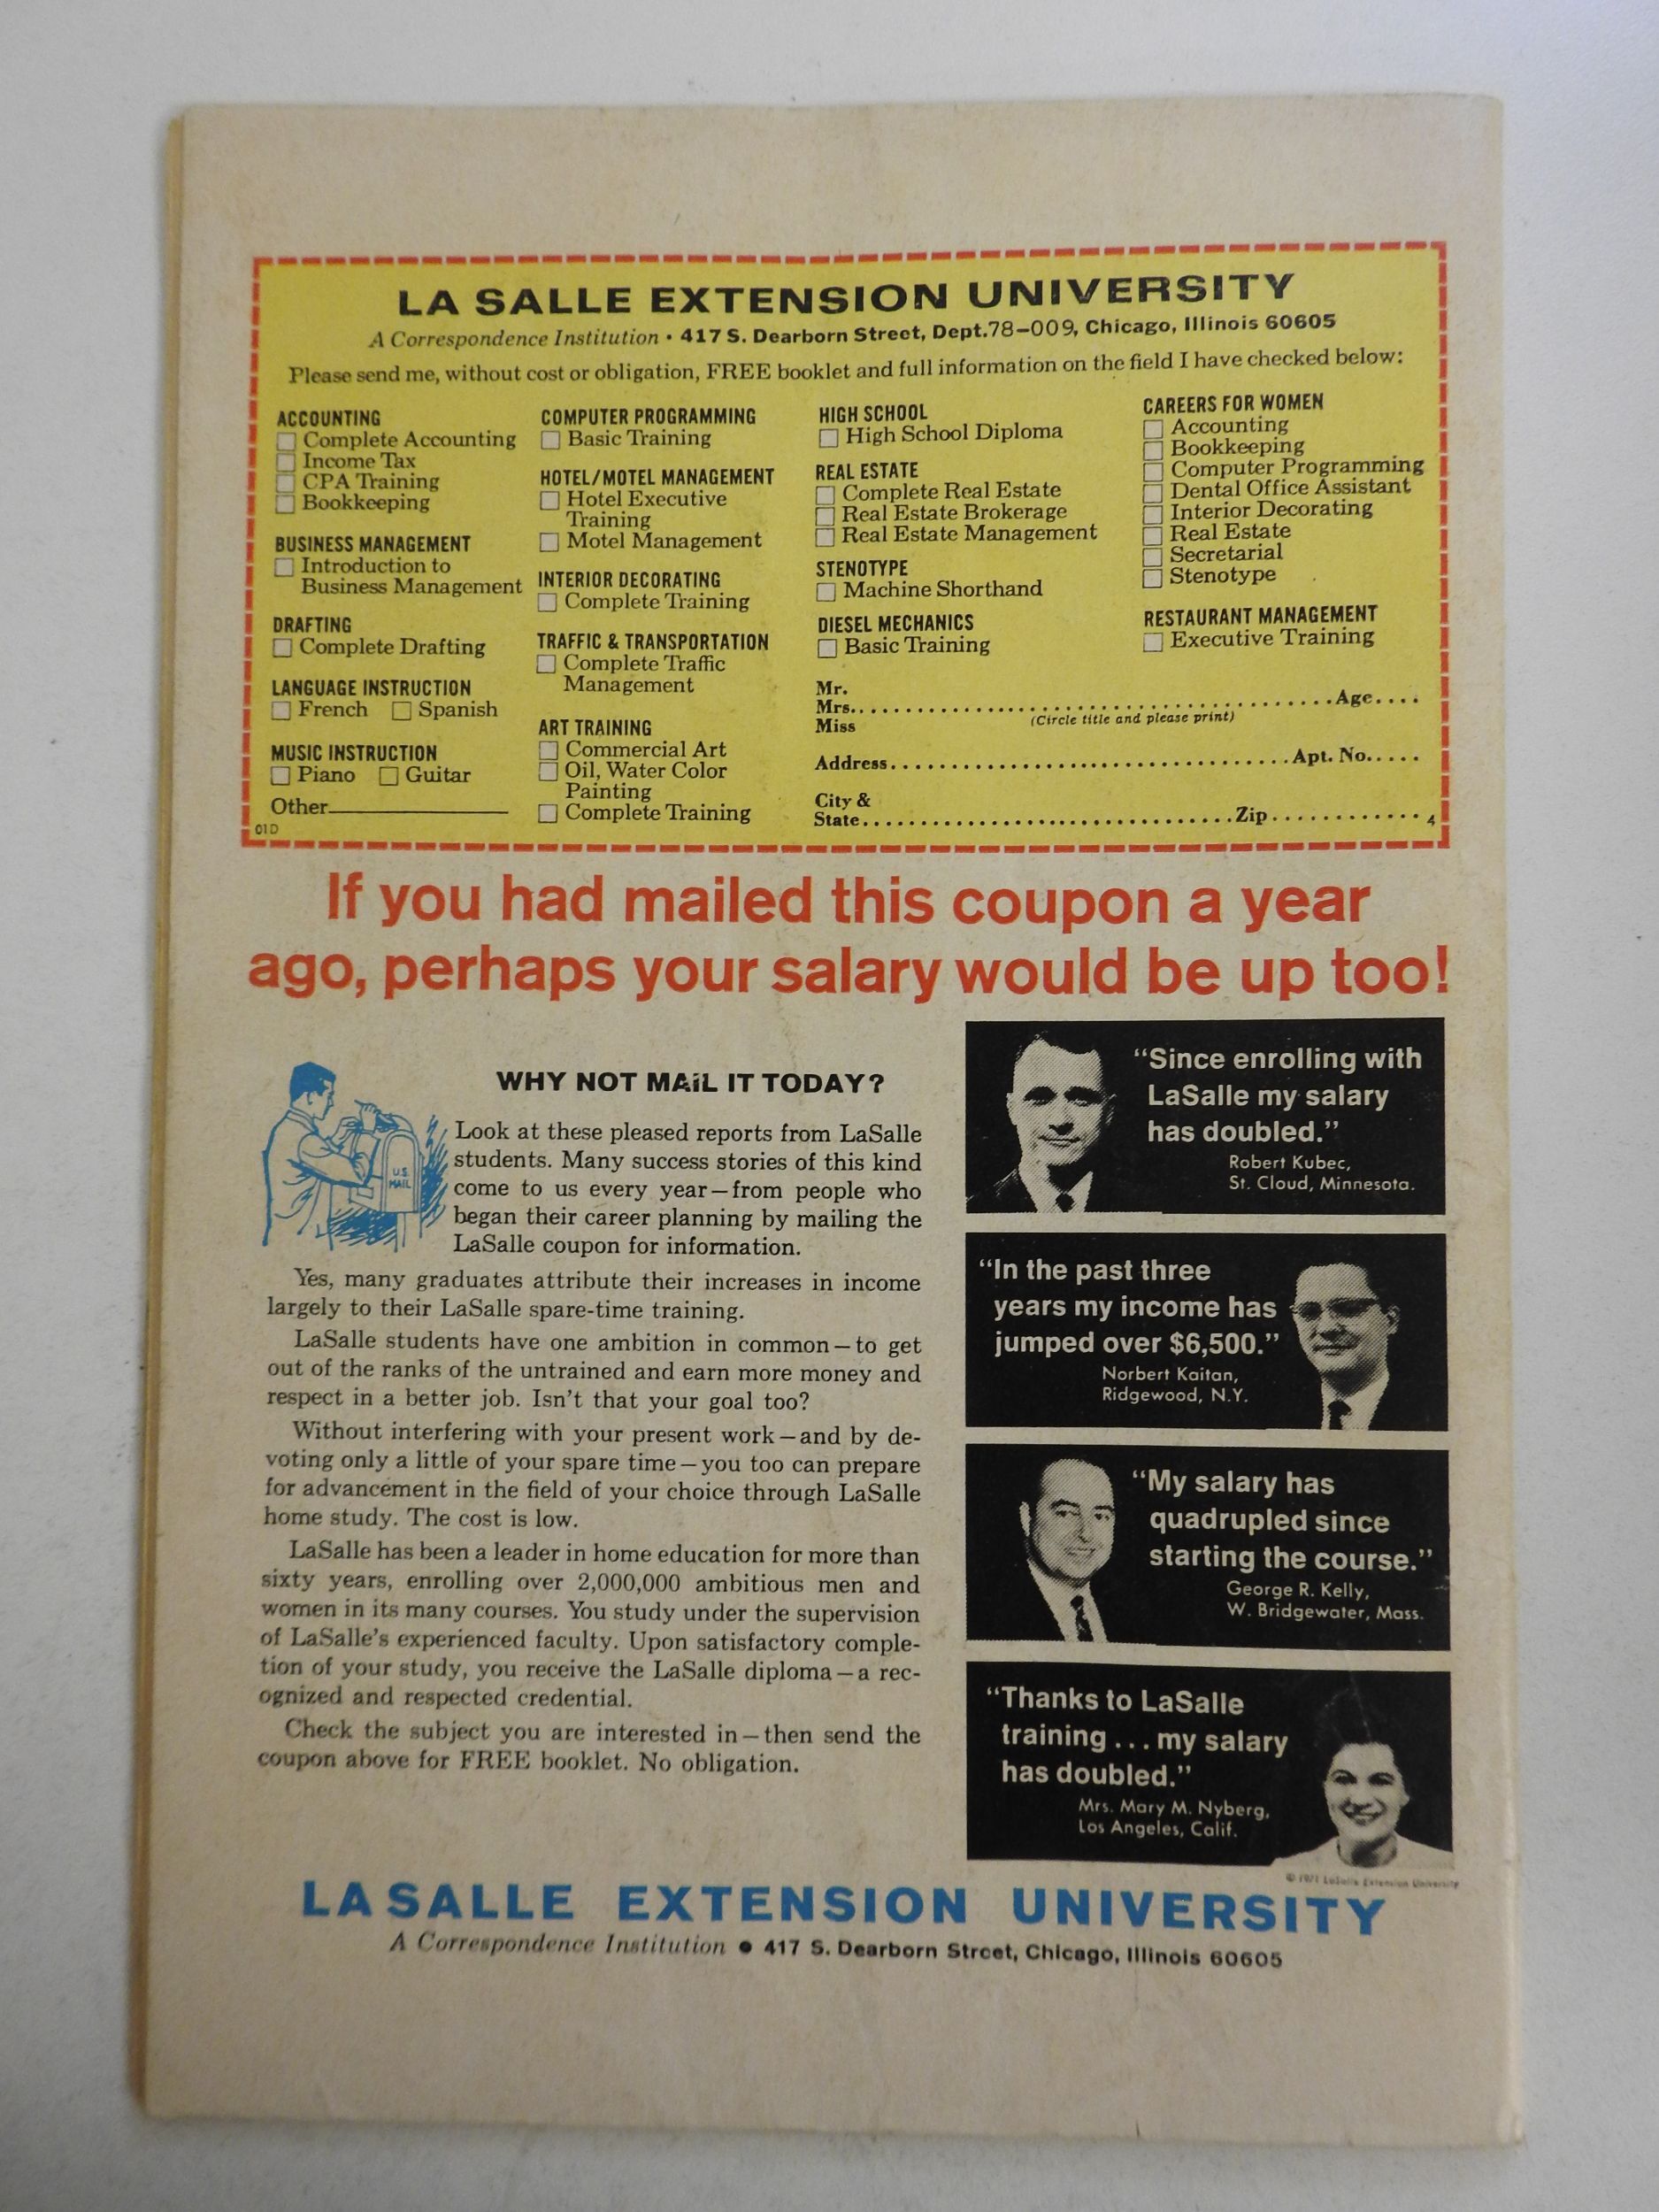 LA SALLE EXTENSION UNIVERSITY
A Correspondence Institution • 417 S. Dearborn Street, Dept.78-009, Chicago, Illinois 60605
Please send me, without cost or obligation, FREE booklet and full information on the field I have checked below:
ACCOUNTING
Complete Accounting
Income Tax
CPA Training
Bookkeeping
BUSINESS MANAGEMENT
Introduction to
Business Management
DRAFTING
Complete Drafting
LANGUAGE INSTRUCTION
French Spanish
MUSIC INSTRUCTION
Piano Guitar
Other
01D
COMPUTER PROGRAMMING
Basic Training
HOTEL/MOTEL MANAGEMENT
Hotel Executive
Training
Motel Management
INTERIOR DECORATING
Complete Training
TRAFFIC & TRANSPORTATION
Complete Traffic
Management
ART TRAINING
Commercial Art
Oil, Water Color
Painting
Complete Training
HIGH SCHOOL
High School Diploma
REAL ESTATE
Complete Real Estate
Real Estate Brokerage
Real Estate Management
STENOTYPE
Machine Shorthand
DIESEL MECHANICS
Basic Training
CAREERS FOR WOMEN
Accounting
Bookkeeping
Computer Programming
Dental Office Assistant
Interior Decorating
Real Estate
Secretarial
Stenotype
RESTAURANT MANAGEMENT
Executive Training
Mr.
Mrs. Age
Miss (Circle title and please print)
Address Apt. No.
City &
State Zip 4
If you had mailed this coupon a year
ago, perhaps your salary would be up too!
WHY NOT MAIL IT TODAY?
U.S.
MAIL
Look at these pleased reports from LaSalle
students. Many success stories of this kind
come to us every year—from people who
began their career planning by mailing the
LaSalle coupon for information.
Yes, many graduates attribute their increases in income
largely to their LaSalle spare-time training.
LaSalle students have one ambition in common—to get
out of the ranks of the untrained and earn more money and
respect in a better job. Isn't that your goal too?
Without interfering with your present work—and by de-
voting only a little of your spare time—you too can prepare
for advancement in the field of your choice through LaSalle
home study. The cost is low.
LaSalle has been a leader in home education for more than
sixty years, enrolling over 2,000,000 ambitious men and
women in its many courses. You study under the supervision
of LaSalle's experienced faculty. Upon satisfactory comple-
tion of your study, you receive the LaSalle diploma—a rec-
ognized and respected credential.
Check the subject you are interested in—then send the
coupon above for FREE booklet. No obligation.
"Since enrolling with
LaSalle my salary
has doubled."
Robert Kubec,
St. Cloud, Minnesota.
"In the past three
years my income has
jumped over $6,500."
Norbert Kaitan,
Ridgewood, N.Y.
"My salary has
quadrupled since
starting the course."
George R. Kelly,
W. Bridgewater, Mass.
"Thanks to LaSalle
training...my salary
has doubled."
Mrs. Mary M. Nyberg,
Los Angeles, Calif.
© 1971 LaSalle Extension University
LASALLE EXTENSION UNIVERSITY
A Correspondence Institution • 417 S. Dearborn Street, Chicago, Illinois 60605